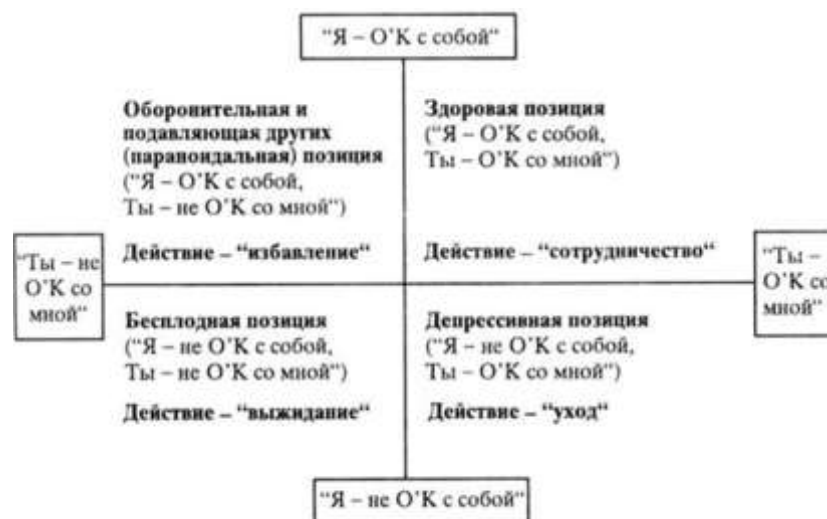 “Я – О’К с собой“
Оборонительная и
подавляющая других
(параноидальная) позиция
(“Я – О’К с собой,
Ты – не О’К со мной”)
Действие – “избавление“
Здоровая позиция
(“Я – О’К с собой,
Ты – О’К со мной”)
Действие – “сотрудничество“
“Ты – не
О’К со
мной“
“Ты –
О’К со
мной”
Бесплодная позиция
(“Я – не О’К с собой,
Ты – не О’К со мной”)
Действие – “выжидание“
Депрессивная позиция
(“Я – не О’К с собой,
Ты – О’К со мной”)
Действие – “уход“
“Я – не О’К с собой”